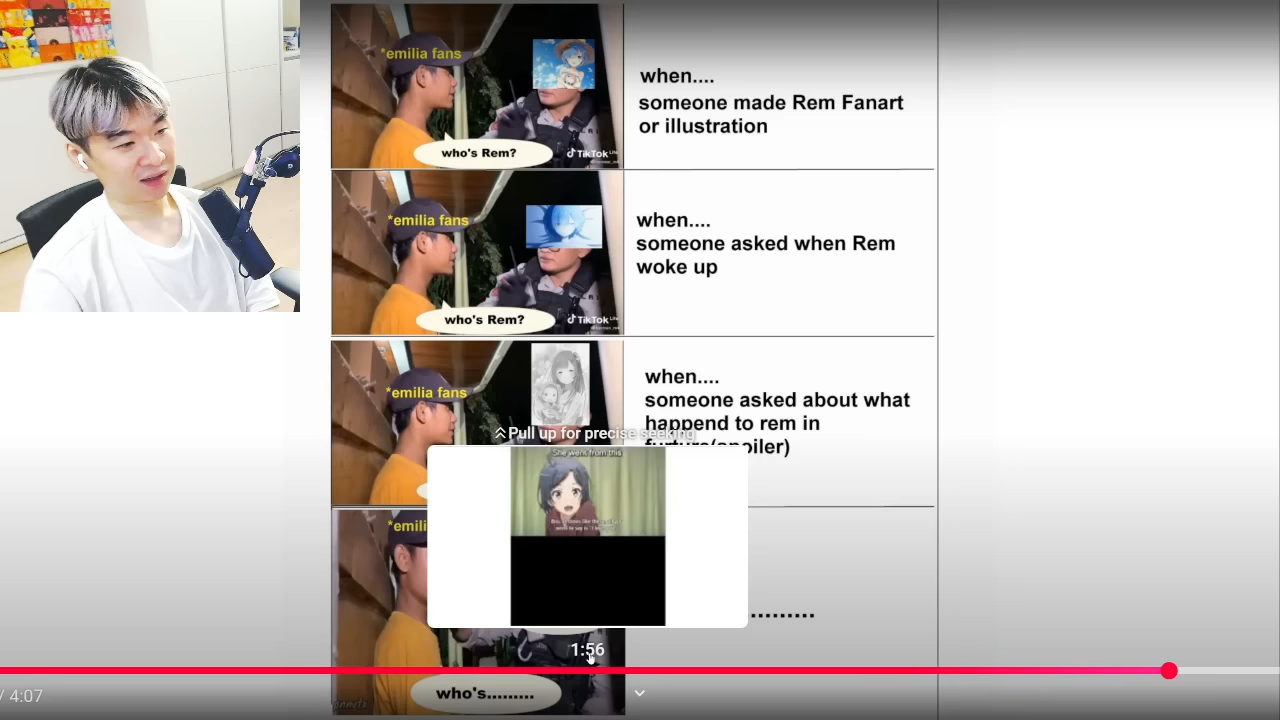 *emilia fans
who's Rem?
TikTok
when....
someone made Rem Fanart
or illustration
*emilia fans
who's Rem?
TikTok
when....
someone asked when Rem
woke up
*emilia fans
when....
someone asked about what
happend to rem in
Pull up for precise seeking
She went from this
*emili
.........
1:56
/ 4:07
who's.........